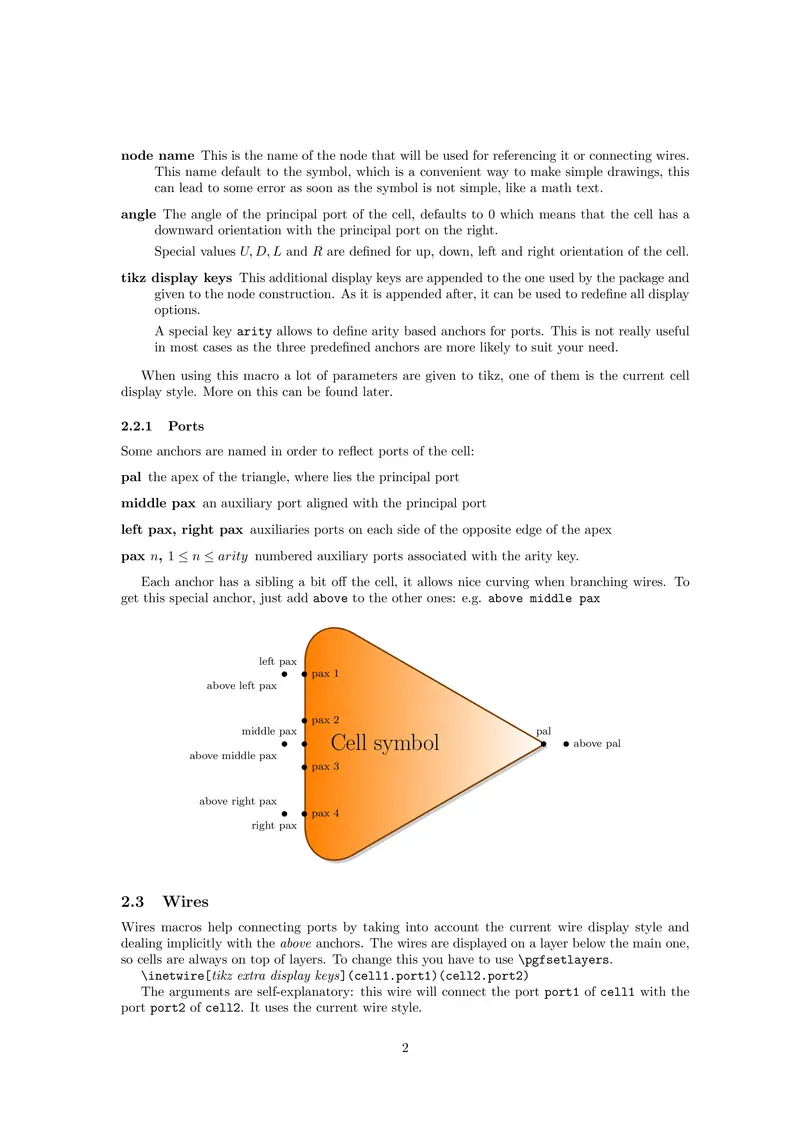 node name This is the name of the node that will be used for referencing it or connecting wires.
This name default to the symbol, which is a convenient way to make simple drawings, this
can lead to some error as soon as the symbol is not simple, like a math text.
angle The angle of the principal port of the cell, defaults to 0 which means that the cell has a
downward orientation with the principal port on the right.
Special values U, D, L and R are defined for up, down, left and right orientation of the cell.
tikz display keys This additional display keys are appended to the one used by the package and
given to the node construction. As it is appended after, it can be used to redefine all display
options.
A special key arity allows to define arity based anchors for ports. This is not really useful
in most cases as the three predefined anchors are more likely to suit your need.
When using this macro a lot of parameters are given to tikz, one of them is the current cell
display style. More on this can be found later.
2.2.1 Ports
Some anchors are named in order to reflect ports of the cell:
pal the apex of the triangle, where lies the principal port
middle pax an auxiliary port aligned with the principal port
left pax, right pax auxiliaries ports on each side of the opposite edge of the apex
pax n, 1 ≤ n ≤ arity numbered auxiliary ports associated with the arity key.
Each anchor has a sibling a bit off the cell, it allows nice curving when branching wires. To
get this special anchor, just add above to the other ones: e.g. above middle pax
left pax
pax 1
above left pax
pax 2
middle pax
Cell symbol
pal
above pal
above middle pax
pax 3
above right pax
pax 4
right pax
2.3 Wires
Wires macros help connecting ports by taking into account the current wire display style and
dealing implicitly with the above anchors. The wires are displayed on a layer below the main one,
so cells are always on top of layers. To change this you have to use \pgfsetlayers.
\inetwire[tikz extra display keys](cell1.port1)(cell2.port2)
The arguments are self-explanatory: this wire will connect the port port1 of cell1 with the
port port2 of cell2. It uses the current wire style.
2